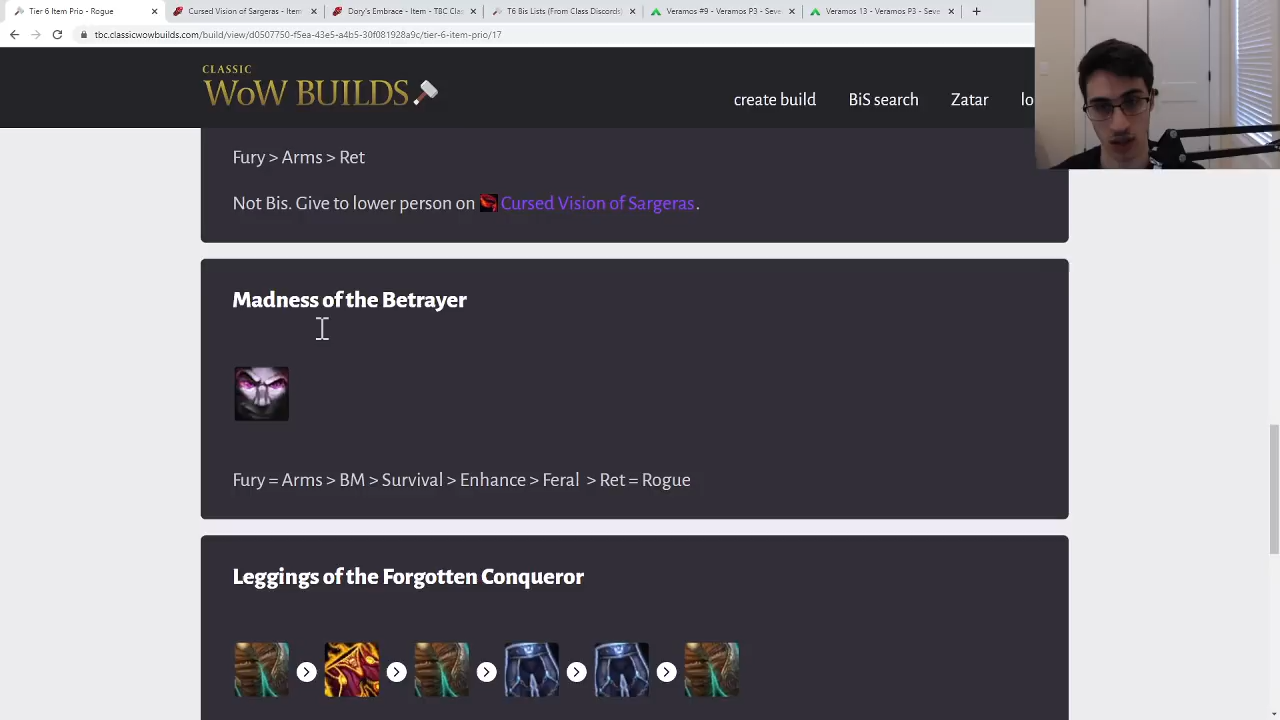 Tier 6 Item Prio - Rogue
Cursed Vision of Sargeras - Item
Dory's Embrace - Item - TBC Clas
T6 Bis Lists (From Class Discords)
Veramos #9 - Veramos P3 - Seve
Veramos 13 - Veramos P3 - Seve
tbc.classicwowbuilds.com/build/view/d0507750-f5ea-43e5-a4b5-30f081928a9c/tier-6-item-prio/17
CLASSIC
WoW BUILDS
create build
BiS search
Zatar
lo
Fury > Arms > Ret
Not Bis. Give to lower person on Cursed Vision of Sargeras.
Madness of the Betrayer
Fury = Arms > BM > Survival > Enhance > Feral > Ret = Rogue
Leggings of the Forgotten Conqueror